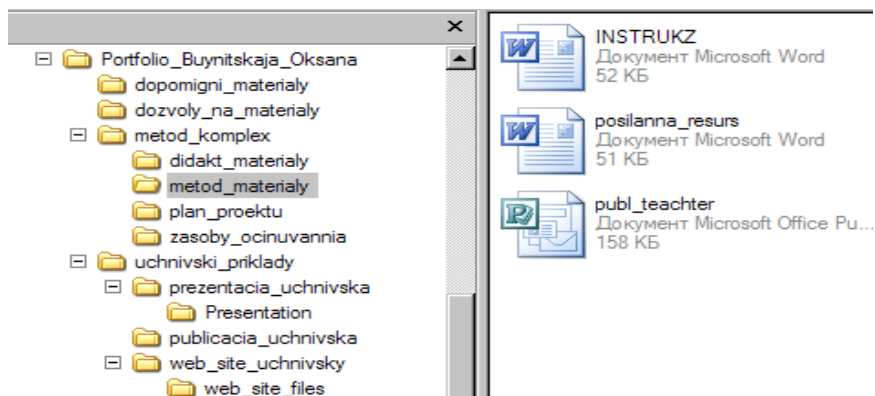 Portfolio_Buynitskaja_Oksana
dopomigni_materialy
dozvoly_na_materialy
metod_komplex
didakt_materialy
metod_materialy
plan_proektu
zasoby_ocinuvannia
uchnivski_priklady
prezentacia_uchnivska
Presentation
publicacia_uchnivska
web_site_uchnivsky
web_site_files
INSTRUKZ
Документ Microsoft Word
52 КБ
posilanna_resurs
Документ Microsoft Word
51 КБ
publ_teachter
Документ Microsoft Office Pu...
158 КБ